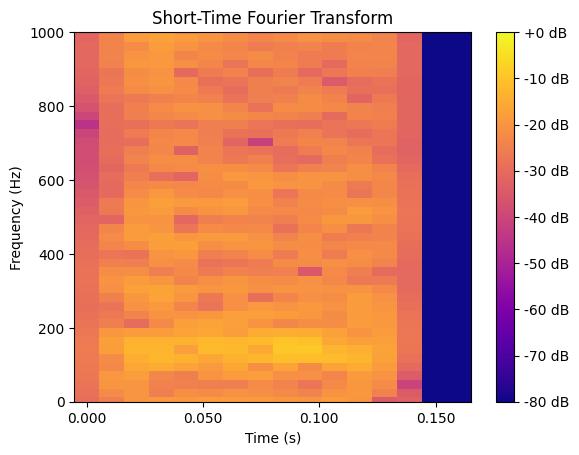 Short-Time Fourier Transform
Frequency (Hz)
1000
800
600
400
200
0
0.000
0.050
0.100
0.150
Time (s)
+0 dB
-10 dB
-20 dB
-30 dB
-40 dB
-50 dB
-60 dB
-70 dB
-80 dB